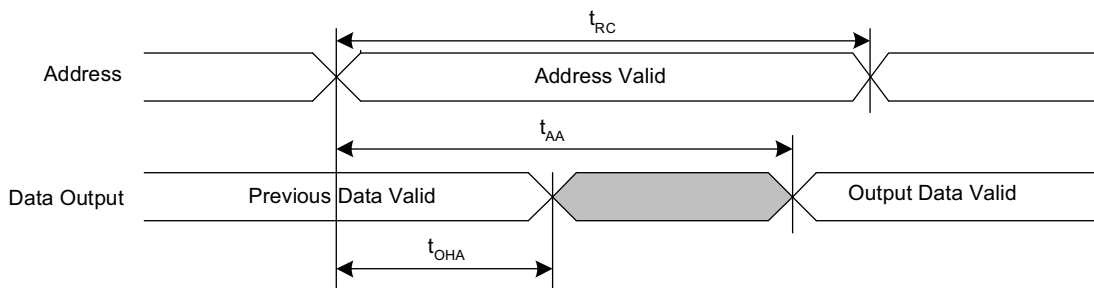 tRC
Address
Address Valid
tAA
Data Output
Previous Data Valid
Output Data Valid
tOHA